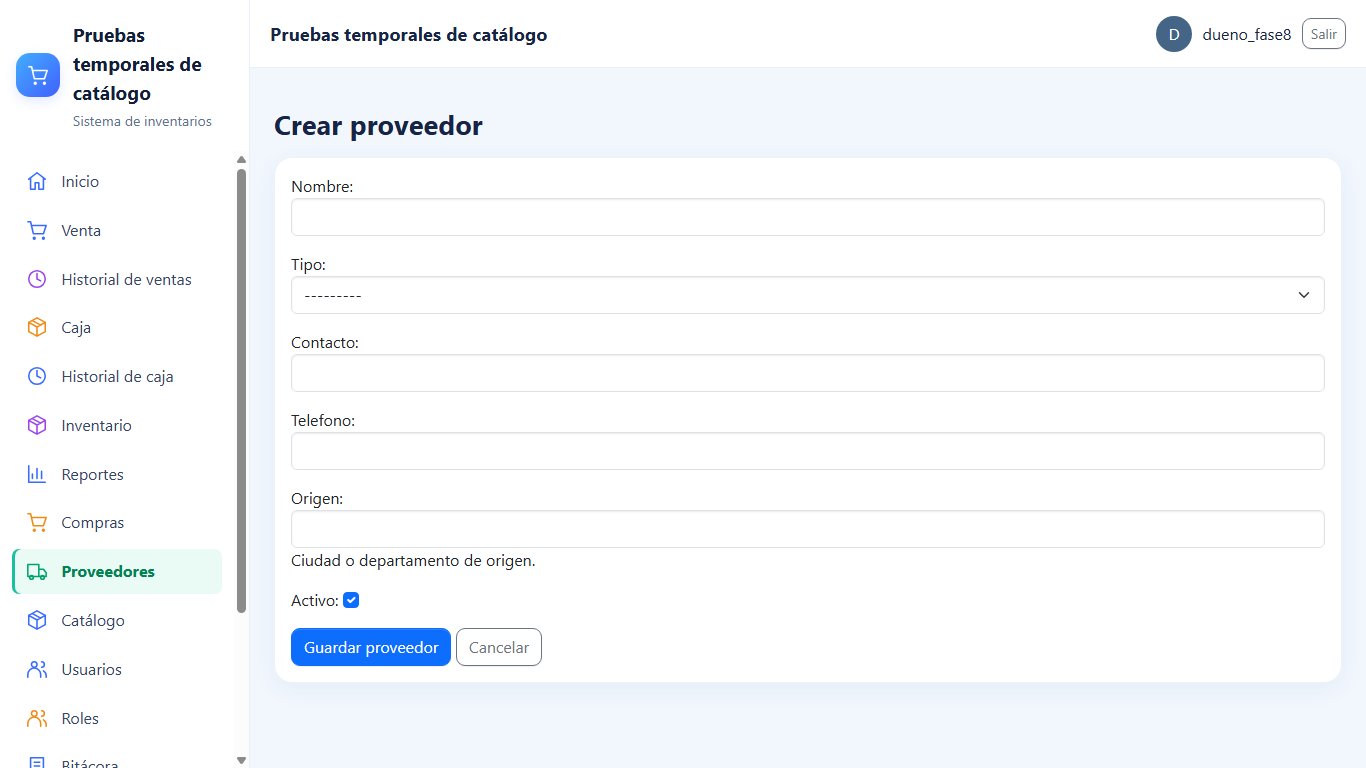 Pruebas
temporales de
catálogo
Sistema de inventarios
Inicio
Venta
Historial de ventas
Caja
Historial de caja
Inventario
Reportes
Compras
Proveedores
Catálogo
Usuarios
Roles
Bitácora
Pruebas temporales de catálogo
D
dueno_fase8
Salir
Crear proveedor
Nombre:
Tipo:
---------
Contacto:
Telefono:
Origen:
Ciudad o departamento de origen.
Activo:
Guardar proveedor
Cancelar